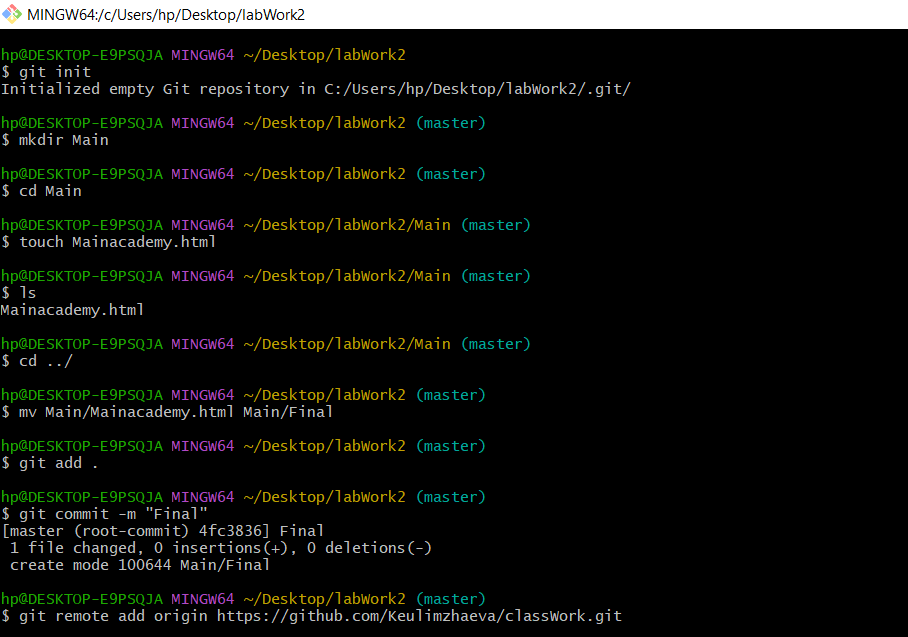 MINGW64:/c/Users/hp/Desktop/labWork2
hp@DESKTOP-E9PSQJA MINGW64 ~/Desktop/labWork2
$ git init
Initialized empty Git repository in C:/Users/hp/Desktop/labWork2/.git/
hp@DESKTOP-E9PSQJA MINGW64 ~/Desktop/labWork2 (master)
$ mkdir Main
hp@DESKTOP-E9PSQJA MINGW64 ~/Desktop/labWork2 (master)
$ cd Main
hp@DESKTOP-E9PSQJA MINGW64 ~/Desktop/labWork2/Main (master)
$ touch Mainacademy.html
hp@DESKTOP-E9PSQJA MINGW64 ~/Desktop/labWork2/Main (master)
$ ls
Mainacademy.html
hp@DESKTOP-E9PSQJA MINGW64 ~/Desktop/labWork2/Main (master)
$ cd ../
hp@DESKTOP-E9PSQJA MINGW64 ~/Desktop/labWork2 (master)
$ mv Main/Mainacademy.html Main/Final
hp@DESKTOP-E9PSQJA MINGW64 ~/Desktop/labWork2 (master)
$ git add .
hp@DESKTOP-E9PSQJA MINGW64 ~/Desktop/labWork2 (master)
$ git commit -m "Final"
[master (root-commit) 4fc3836] Final
1 file changed, 0 insertions(+), 0 deletions(-)
create mode 100644 Main/Final
hp@DESKTOP-E9PSQJA MINGW64 ~/Desktop/labWork2 (master)
$ git remote add origin https://github.com/Keulimzhaeva/classWork.git